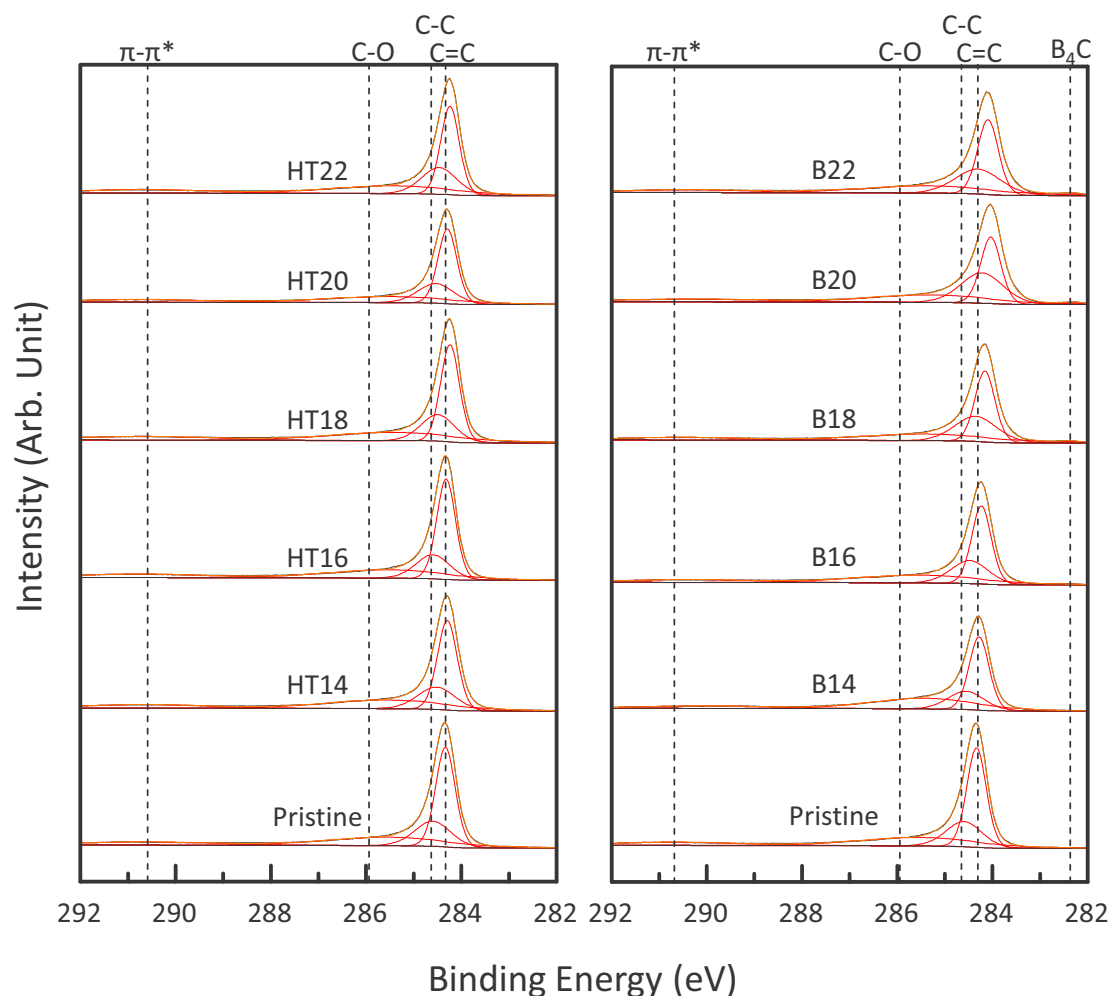 C-C
π-π*
C-O
C=C
HT22
HT20
HT18
HT16
HT14
Pristine
292
290
288
286
284
282
C-C
π-π*
C-O
C=C
B₄C
B22
B20
B18
B16
B14
Pristine
292
290
288
286
284
282
Intensity (Arb. Unit)
Binding Energy (eV)